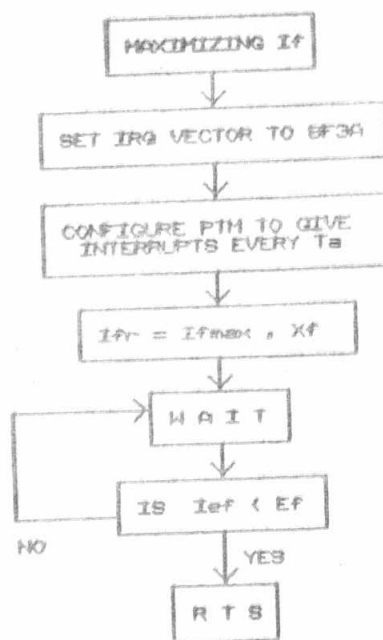 MAXIMIZING If
SET IRQ VECTOR TO 8F3A
CONFIGURE PTM TO GIVE
INTERRUPTS EVERY Ta
Ifr = Ifmax , Xf
W A I T
IS Ief < Ef
NO
YES
R T S